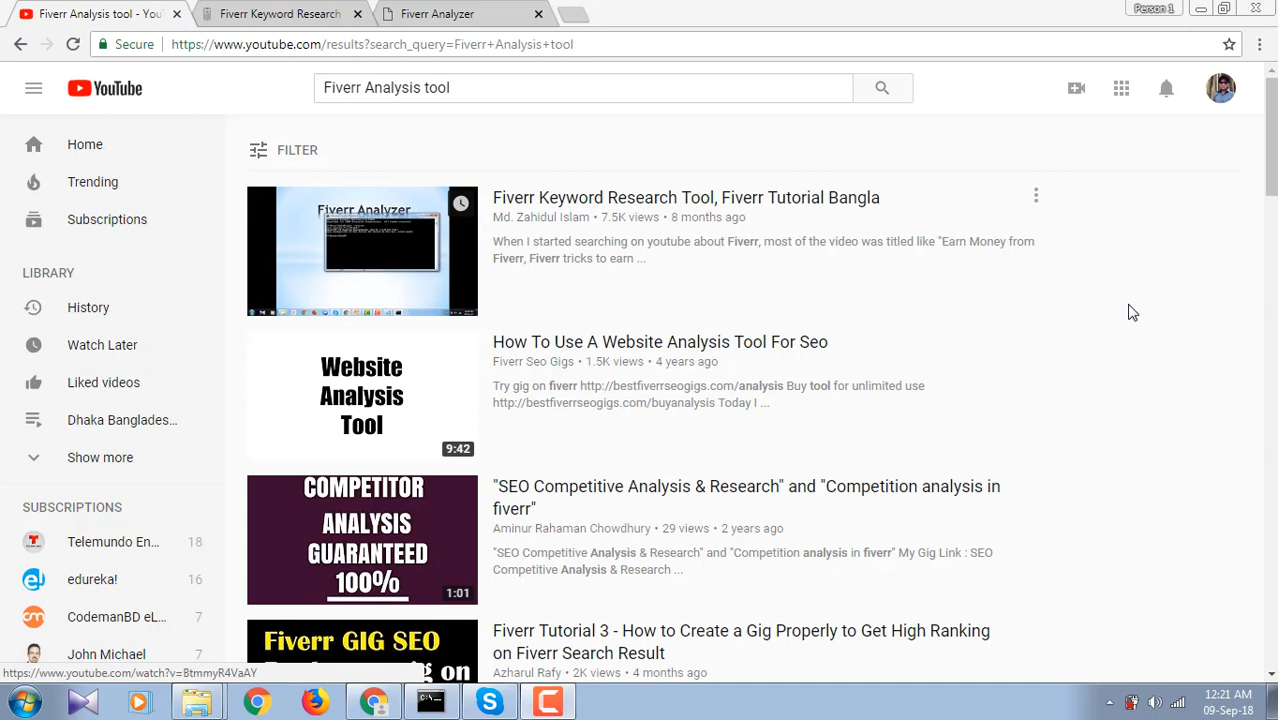 Fiverr Analysis tool - You
Fiverr Keyword Research
Fiverr Analyzer
Person 1
Secure
https://www.youtube.com/results?search_query=Fiverr+Analysis+tool
YouTube
Fiverr Analysis tool
Home
Trending
Subscriptions
LIBRARY
History
Watch Later
Liked videos
Dhaka Banglades...
Show more
SUBSCRIPTIONS
Telemundo En... 18
edureka! 16
CodemanBD eL... 7
John Michael 7
FILTER
Fiverr Analyzer
Fiverr Keyword Research Tool, Fiverr Tutorial Bangla
Md. Zahidul Islam • 7.5K views • 8 months ago
When I started searching on youtube about Fiverr, most of the video was titled like "Earn Money from
Fiverr, Fiverr tricks to earn ...
Website
Analysis
Tool
9:42
How To Use A Website Analysis Tool For Seo
Fiverr Seo Gigs • 1.5K views • 4 years ago
Try gig on fiverr http://bestfiverrseogigs.com/analysis Buy tool for unlimited use
http://bestfiverrseogigs.com/buyanalysis Today I ...
COMPETITOR
ANALYSIS
GUARANTEED
100%
1:01
"SEO Competitive Analysis & Research" and "Competition analysis in
fiverr"
Aminur Rahaman Chowdhury • 29 views • 2 years ago
"SEO Competitive Analysis & Research" and "Competition analysis in fiverr" My Gig Link : SEO
Competitive Analysis & Research ...
Fiverr GIG SEO
g on
Fiverr Tutorial 3 - How to Create a Gig Properly to Get High Ranking
on Fiverr Search Result
Azharul Rafy • 2K views • 4 months ago
https://www.youtube.com/watch?v=BtmmyR4VaAY
12:21 AM
09-Sep-18